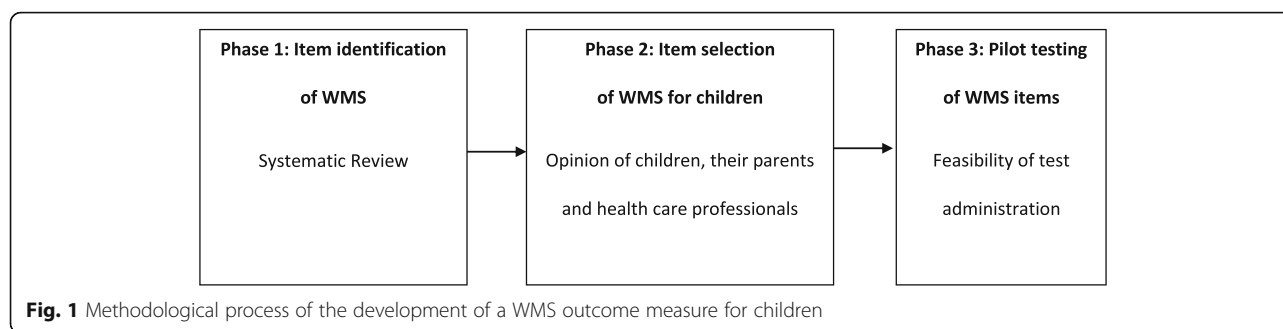 Phase 1: Item identification
of WMS
Systematic Review
Phase 2: Item selection
of WMS for children
Opinion of children, their parents
and health care professionals
Phase 3: Pilot testing
of WMS items
Feasibility of test
administration
Fig. 1 Methodological process of the development of a WMS outcome measure for children